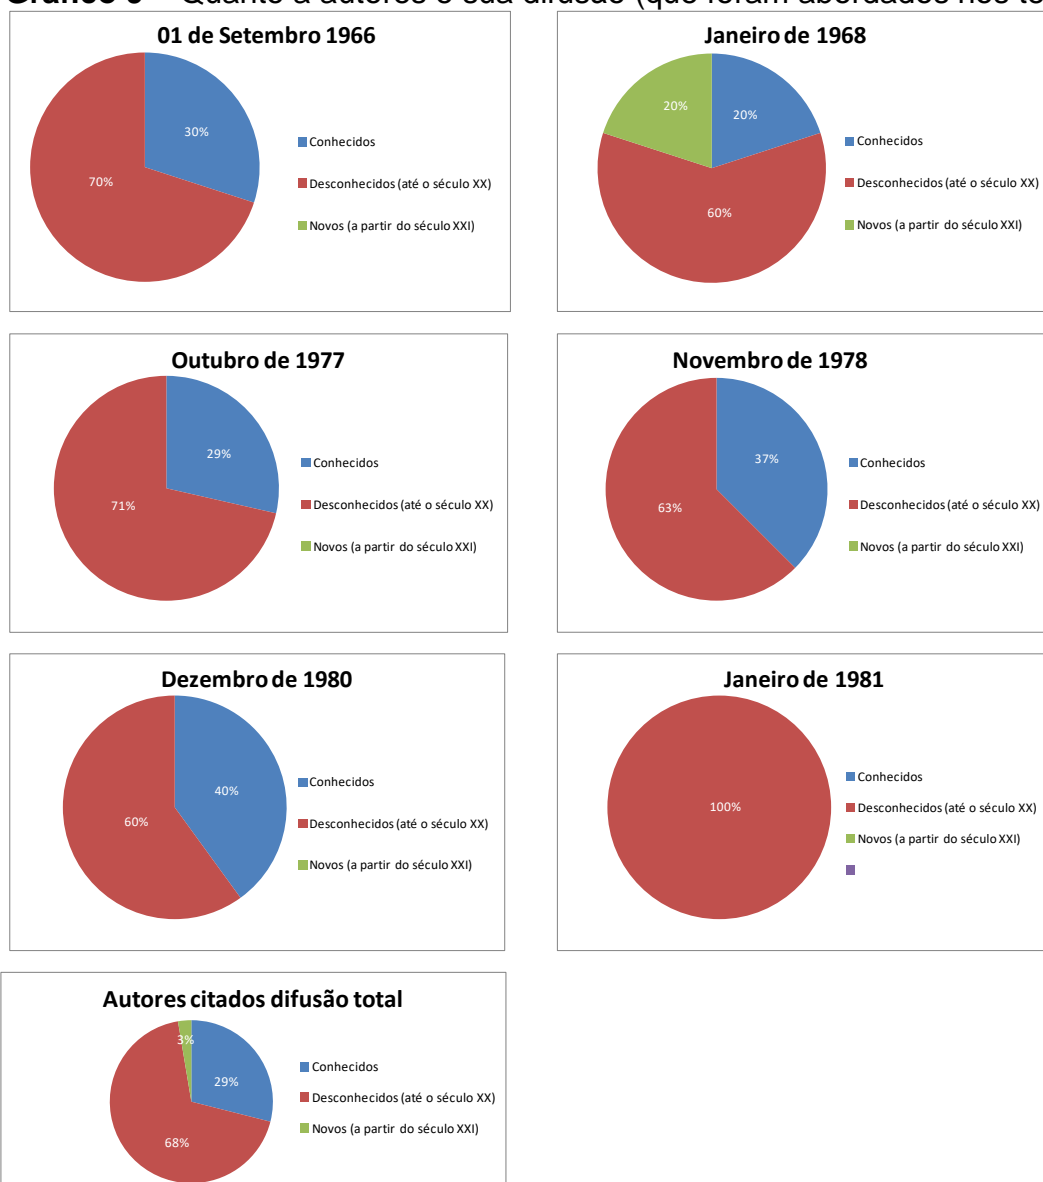 Quanto a autores e sua difusão (que foram abordados nos
01 de Setembro 1966
30%
70%
Conhecidos
Desconhecidos (até o século XX)
Novos (a partir do século XXI)
Janeiro de 1968
20%
20%
60%
Conhecidos
Desconhecidos (até o século XX)
Novos (a partir do século XXI)
Outubro de 1977
29%
71%
Conhecidos
Desconhecidos (até o século XX)
Novos (a partir do século XXI)
Novembro de 1978
37%
63%
Conhecidos
Desconhecidos (até o século XX)
Novos (a partir do século XXI)
Dezembro de 1980
40%
60%
Conhecidos
Desconhecidos (até o século XX)
Novos (a partir do século XXI)
Janeiro de 1981
100%
Conhecidos
Desconhecidos (até o século XX)
Novos (a partir do século XXI)
Autores citados difusão total
3%
29%
68%
Conhecidos
Desconhecidos (até o século XX)
Novos (a partir do século XXI)